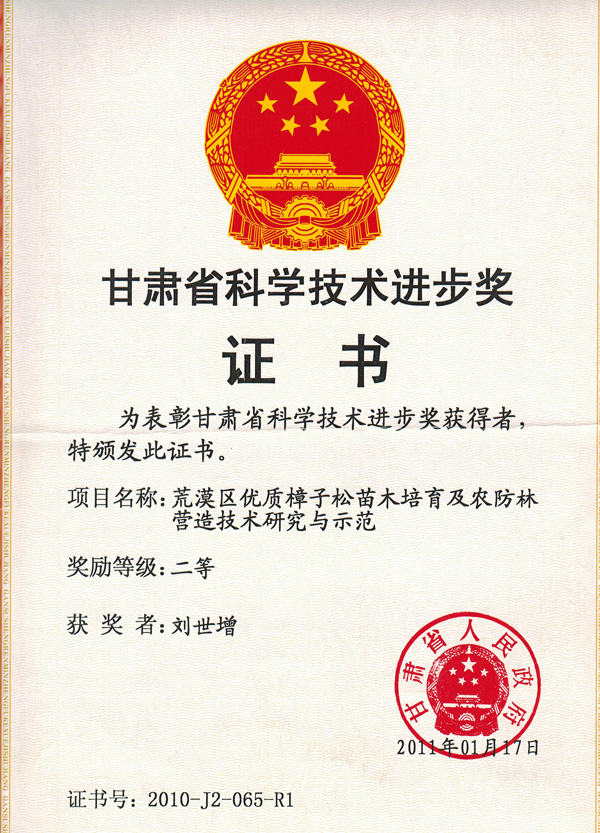 甘肃省科学技术进步奖
证 书
为表彰甘肃省科学技术进步奖获得者，
特颁发此证书。
项目名称：荒漠区优质樟子松苗木培育及农防林
营造技术研究与示范
奖励等级：二等
获 奖 者：刘世增
甘肃省人民政府
2011年01月17日
证书号：2010-J2-065-R1